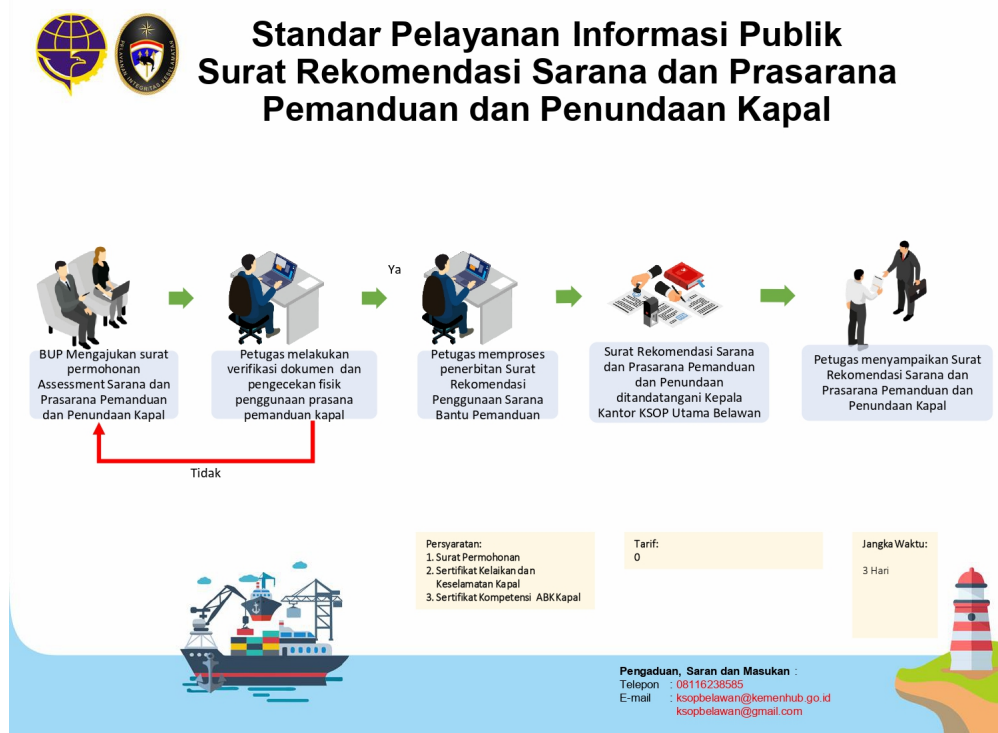 Standar Pelayanan Informasi Publik
Surat Rekomendasi Sarana dan Prasarana
Pemanduan dan Penundaan Kapal
PELAYANAN INTEGRITAS KESELAMATAN
Ya
BUP Mengajukan surat
permohonan
Assessment Sarana dan
Prasarana Pemanduan
dan Penundaan Kapal
Petugas melakukan
verifikasi dokumen dan
pengecekan fisik
penggunaan prasana
pemanduan kapal
Petugas memproses
penerbitan Surat
Rekomendasi
Penggunaan Sarana
Bantu Pemanduan
Surat Rekomendasi Sarana
dan Prasarana Pemanduan
dan Penundaan
ditandatangani Kepala
Kantor KSOP Utama Belawan
Petugas menyampaikan Surat
Rekomendasi Sarana dan
Prasarana Pemanduan dan
Penundaan Kapal
Tidak
Persyaratan:
1. Surat Permohonan
2. Sertifikat Kelaikan dan
Keselamatan Kapal
3. Sertifikat Kompetensi ABK Kapal
Tarif:
0
Jangka Waktu:
3 Hari
Pengaduan, Saran dan Masukan :
Telepon : 08116238585
E-mail : ksopbelawan@kemenhub.go.id
ksopbelawan@gmail.com